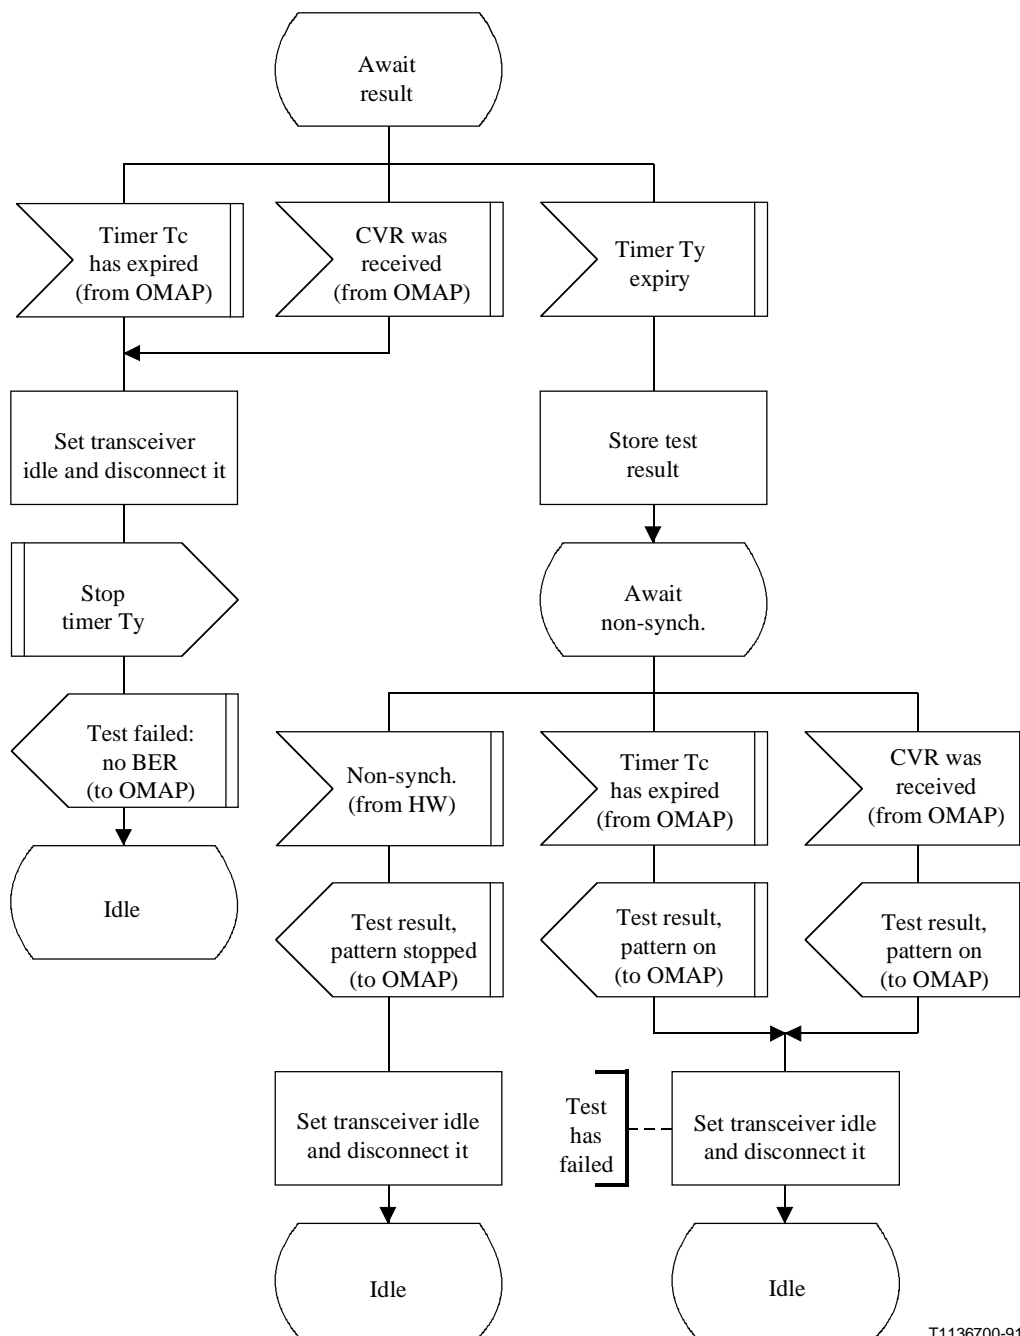 Await
result
Timer Tc
has expired
(from OMAP)
CVR was
received
(from OMAP)
Timer Ty
expiry
Set transceiver
idle and disconnect it
Store test
result
Stop
timer Ty
Await
non-synch.
Test failed:
no BER
(to OMAP)
Non-synch.
(from HW)
Timer Tc
has expired
(from OMAP)
CVR was
received
(from OMAP)
Idle
Test result,
pattern stopped
(to OMAP)
Test result,
pattern on
(to OMAP)
Test result,
pattern on
(to OMAP)
Set transceiver idle
and disconnect it
Test
has
failed
Set transceiver idle
and disconnect it
Idle
Idle
T1136700-91